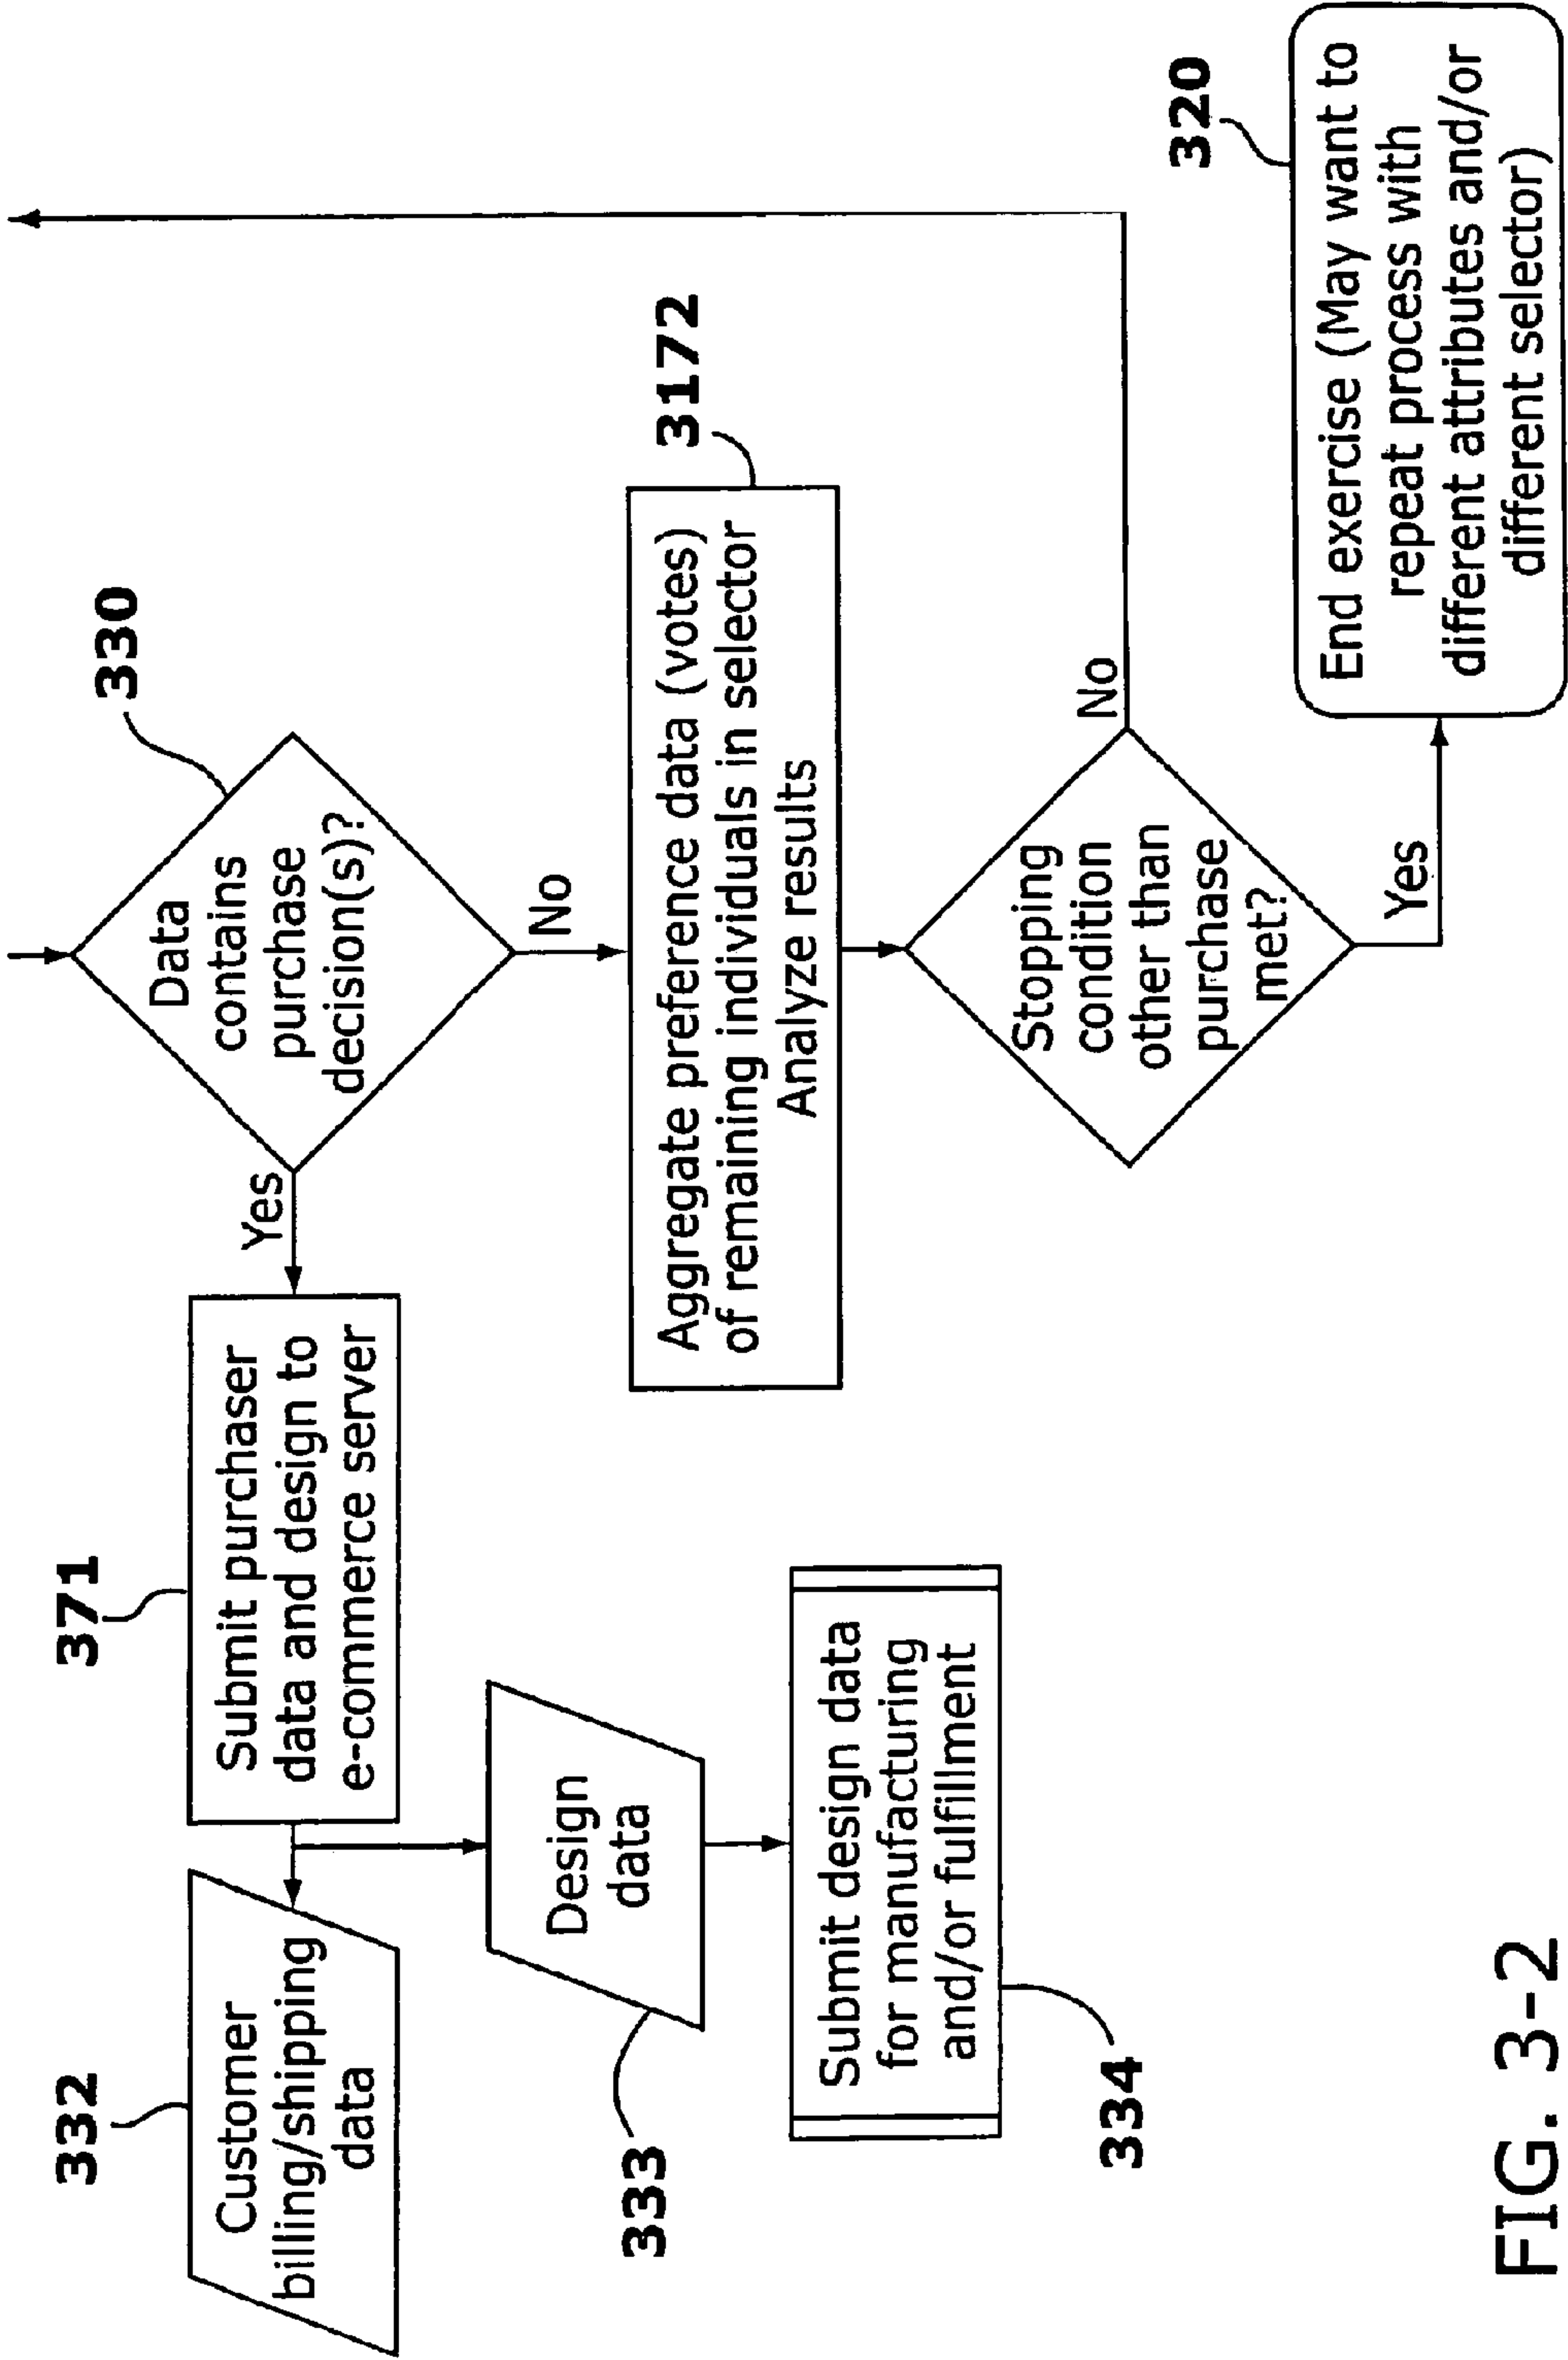 330
Data
contains
purchase
decision(s)?
Yes
No
371
Submit purchaser
data and design to
e-commerce server
332
Customer
billing/shipping
data
333
Design
data
Submit design data
for manufacturing
and/or fulfillment
334
3172
Aggregate preference data (votes)
of remaining individuals in selector
Analyze results
Stopping
condition
other than
purchase
met?
No
Yes
320
End exercise (May want to
repeat process with
different attributes and/or
different selector)
FIG. 3-2